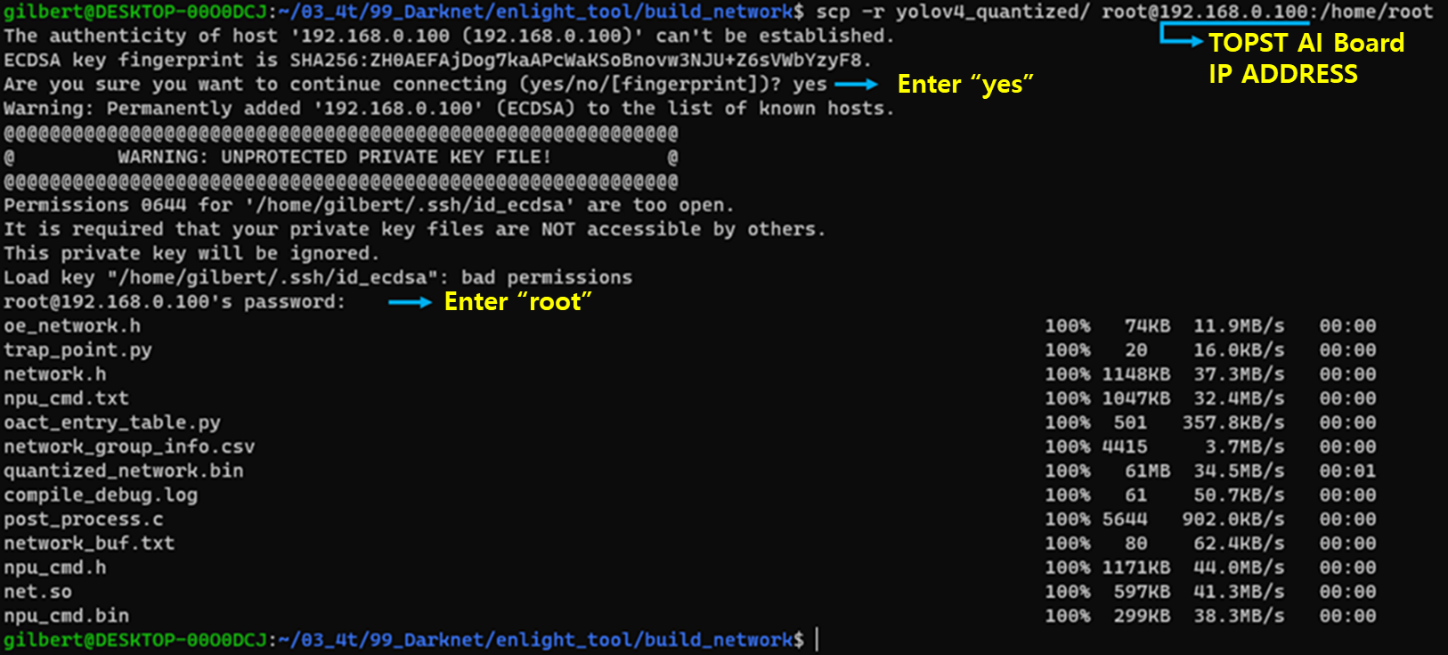 gilbert@DESKTOP-00O0DCJ:~/03_4t/99_Darknet/enlight_tool/build_network$ scp -r yolov4_quantized/ root@192.168.0.100:/home/root
TOPST AI Board
IP ADDRESS
The authenticity of host '192.168.0.100 (192.168.0.100)' can't be established.
ECDSA key fingerprint is SHA256:ZH0AEFAjDog7kaAPcWaKSoBnovw3NJU+Z6sVWbYzyF8.
Are you sure you want to continue connecting (yes/no/[fingerprint])? yes Enter “yes”
Warning: Permanently added '192.168.0.100' (ECDSA) to the list of known hosts.
@@@@@@@@@@@@@@@@@@@@@@@@@@@@@@@@@@@@@@@@@@@@@@@@@@@@@@@@@@@
@         WARNING: UNPROTECTED PRIVATE KEY FILE!          @
@@@@@@@@@@@@@@@@@@@@@@@@@@@@@@@@@@@@@@@@@@@@@@@@@@@@@@@@@@@
Permissions 0644 for '/home/gilbert/.ssh/id_ecdsa' are too open.
It is required that your private key files are NOT accessible by others.
This private key will be ignored.
Load key "/home/gilbert/.ssh/id_ecdsa": bad permissions
root@192.168.0.100's password: Enter “root”
oe_network.h 100% 74KB 11.9MB/s 00:00
trap_point.py 100% 20 16.0KB/s 00:00
network.h 100% 1148KB 37.3MB/s 00:00
npu_cmd.txt 100% 1047KB 32.4MB/s 00:00
oact_entry_table.py 100% 501 357.8KB/s 00:00
network_group_info.csv 100% 4415 3.7MB/s 00:00
quantized_network.bin 100% 61MB 34.5MB/s 00:01
compile_debug.log 100% 61 50.7KB/s 00:00
post_process.c 100% 5644 902.0KB/s 00:00
network_buf.txt 100% 80 62.4KB/s 00:00
npu_cmd.h 100% 1171KB 44.0MB/s 00:00
net.so 100% 597KB 41.3MB/s 00:00
npu_cmd.bin 100% 299KB 38.3MB/s 00:00
gilbert@DESKTOP-00O0DCJ:~/03_4t/99_Darknet/enlight_tool/build_network$